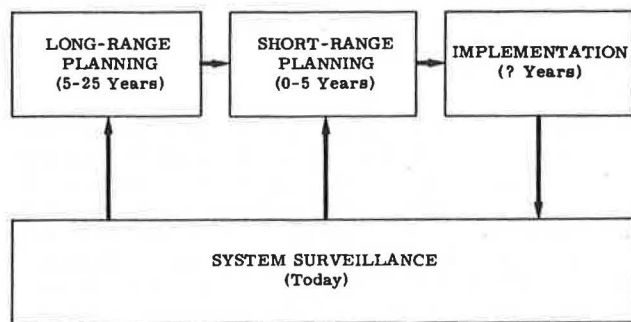 LONG-RANGE
PLANNING
(5-25 Years)
SHORT-RANGE
PLANNING
(0-5 Years)
IMPLEMENTATION
(? Years)
SYSTEM SURVEILLANCE
(Today)